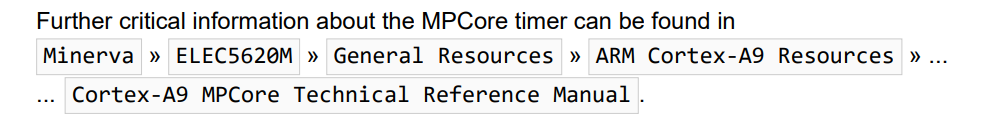 Further critical information about the MPCore timer can be found in
Minerva » ELEC5620M » General Resources » ARM Cortex-A9 Resources » ...
... Cortex-A9 MPCore Technical Reference Manual.